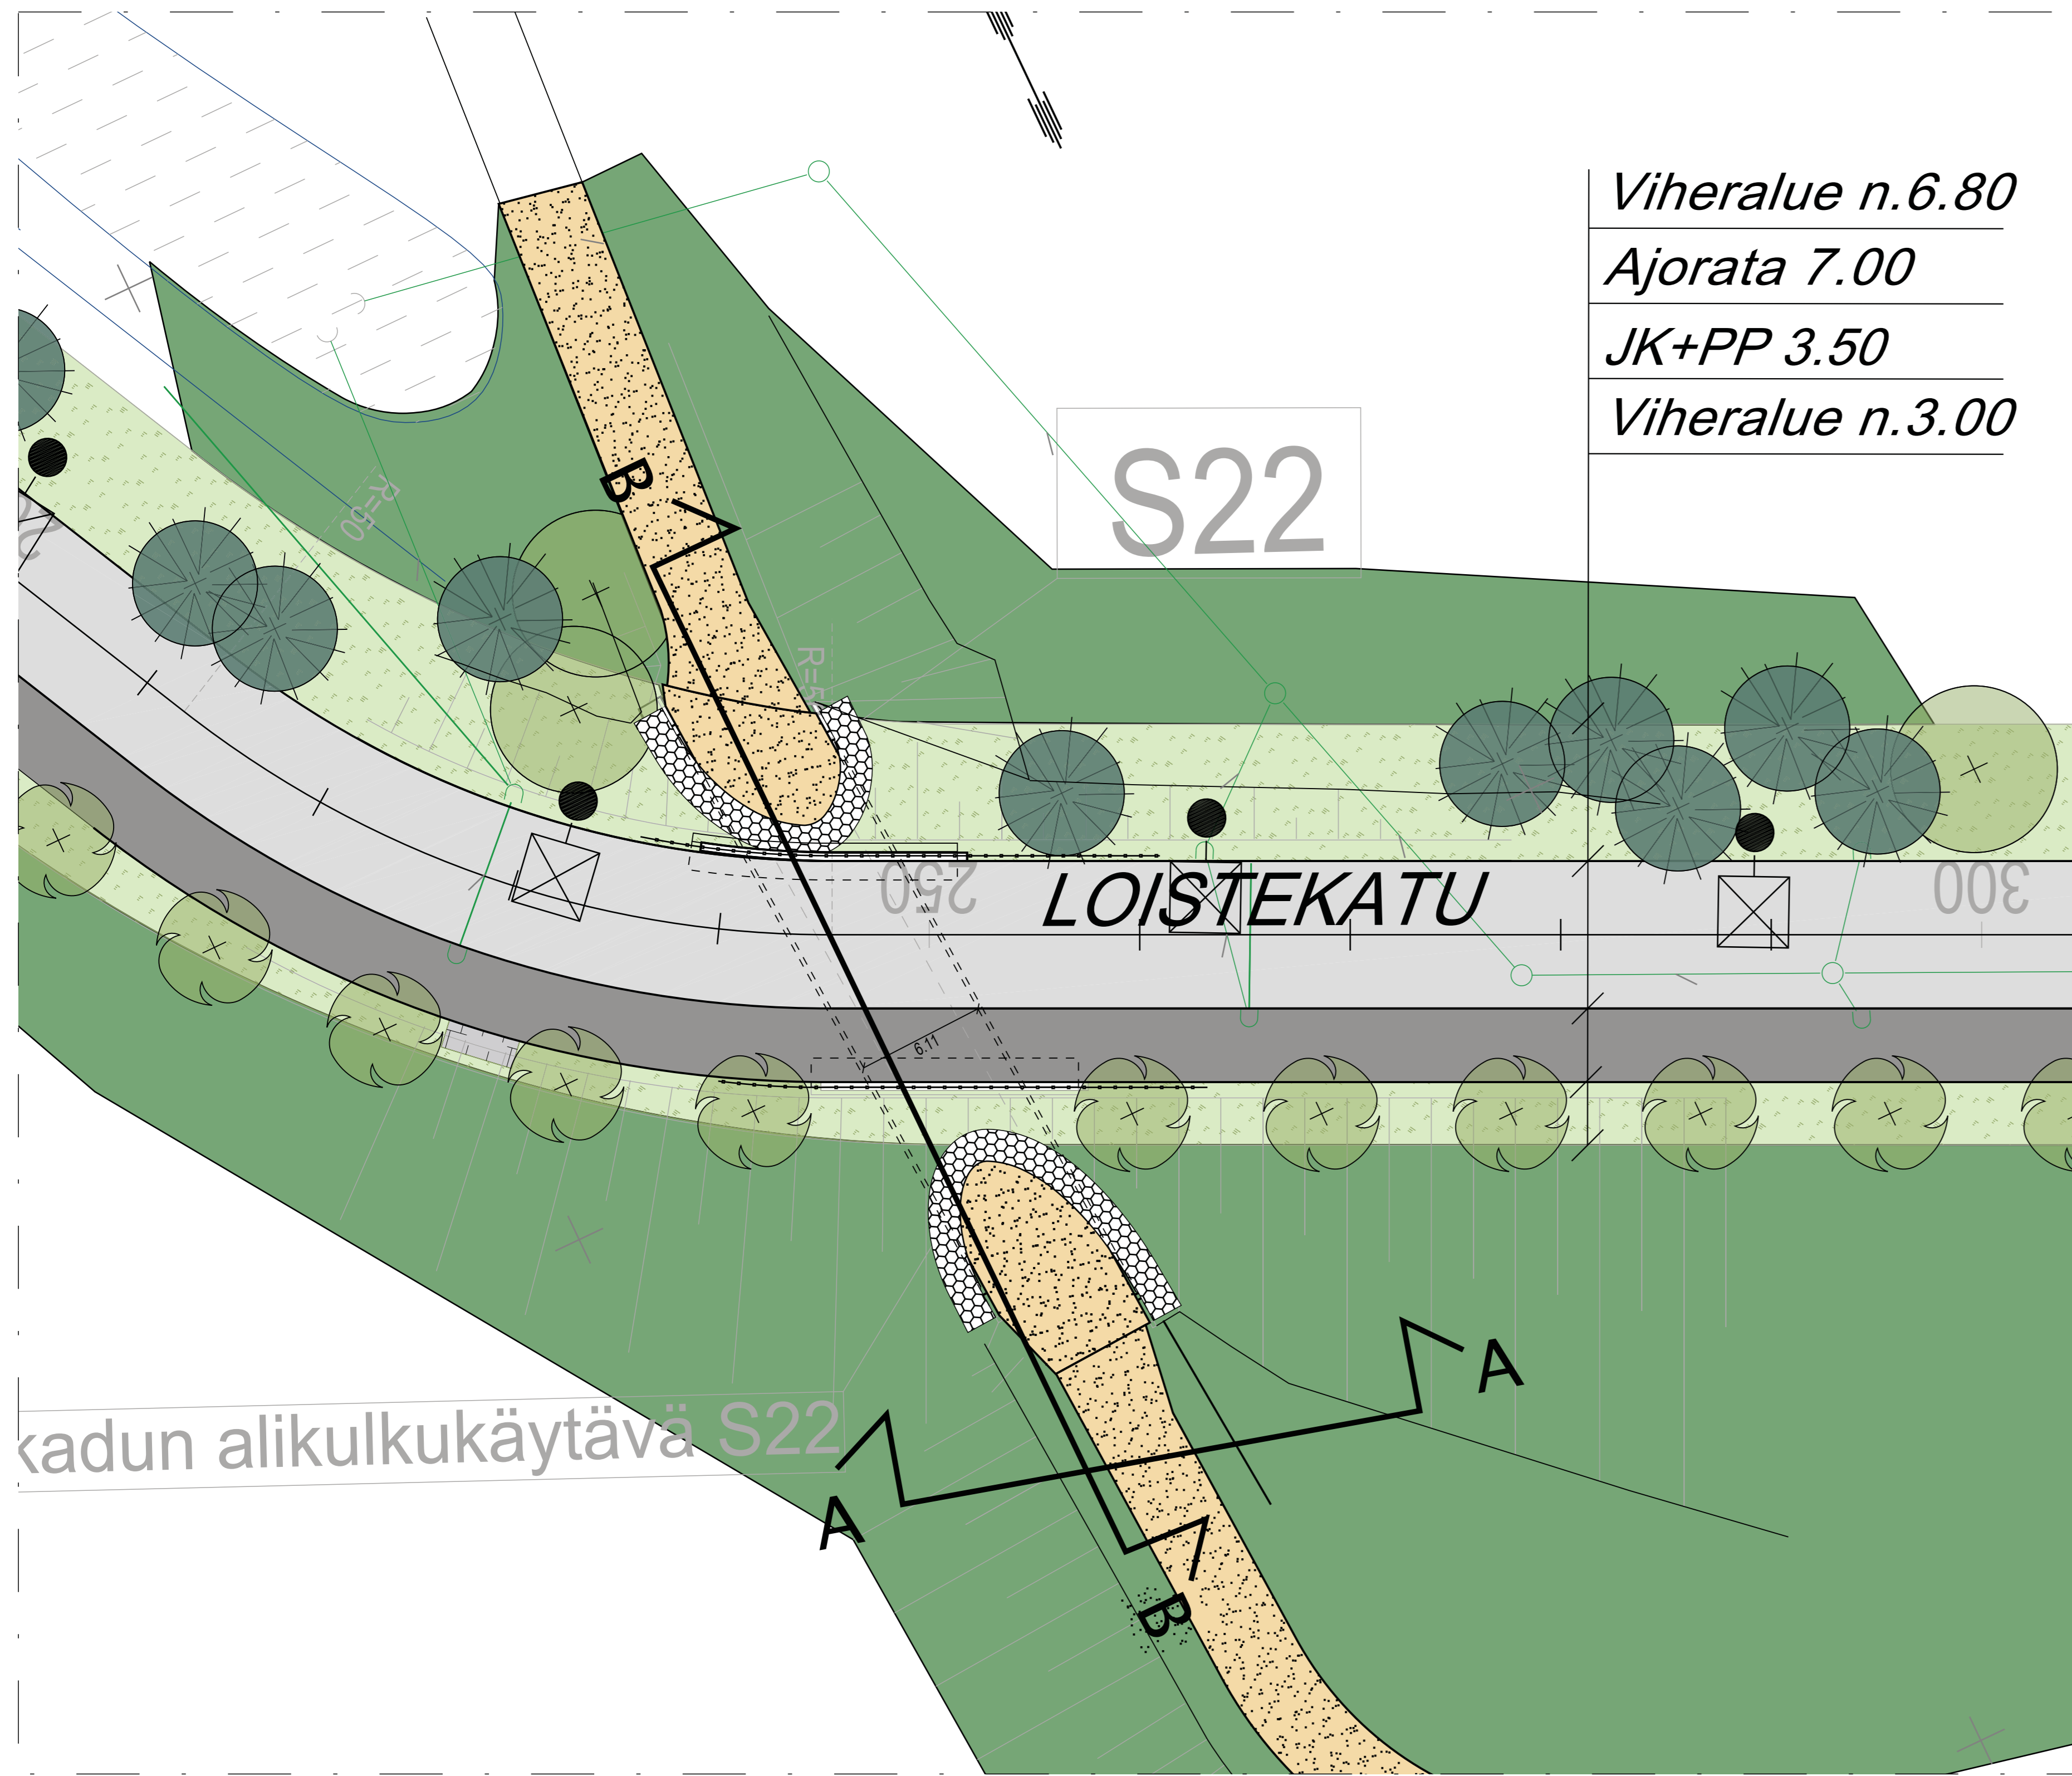 Viheralue n.6.80
Ajorata 7.00
JK+PP 3.50
Viheralue n.3.00
S22
R=50
B
250
LOISTEKATU
300
6.11
A
kadun alikulkukäytävä S22
A
B